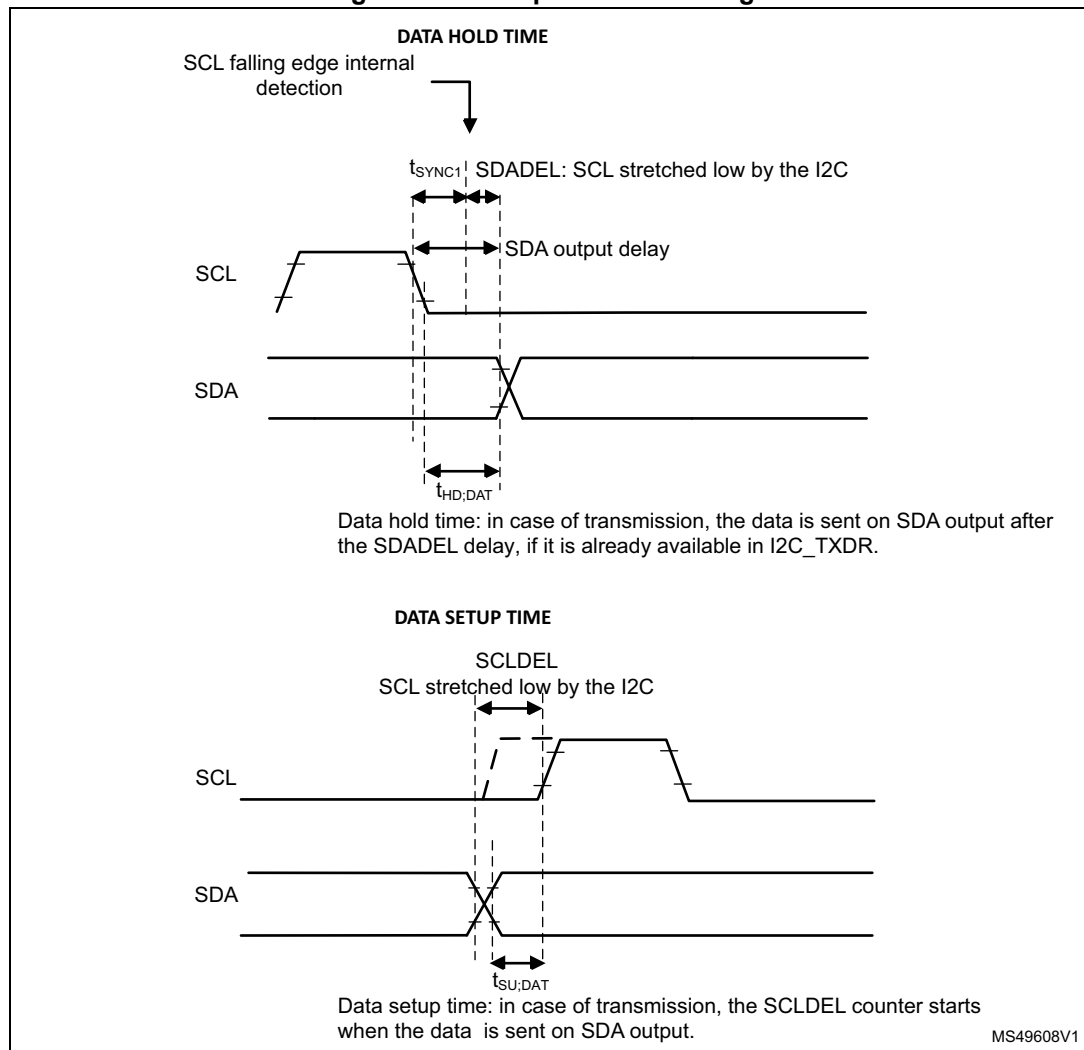 DATA HOLD TIME
SCL falling edge internal
detection
tSYNC1
SDADEL: SCL stretched low by the I2C
SDA output delay
SCL
SDA
tHD;DAT
Data hold time: in case of transmission, the data is sent on SDA output after
the SDADEL delay, if it is already available in I2C_TXDR.
DATA SETUP TIME
SCLDEL
SCL stretched low by the I2C
SCL
SDA
tSU;DAT
Data setup time: in case of transmission, the SCLDEL counter starts
when the data is sent on SDA output.
MS49608V1